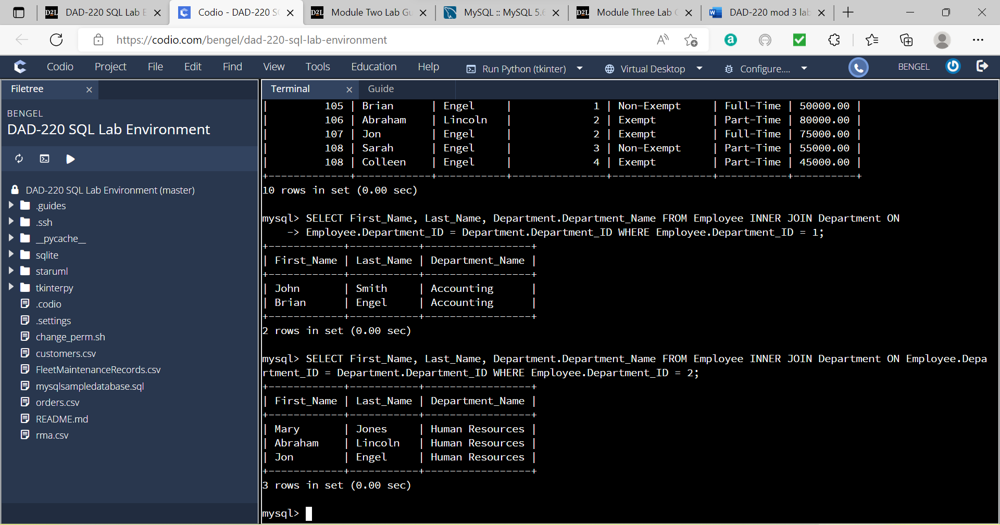 D2L DAD-220 SQL Lab E
Codio - DAD-220 S
D2L Module Two Lab Gu
MySQL :: MySQL 5.6
D2L Module Three Lab
DAD-220 mod 3 lab
https://codio.com/bengel/dad-220-sql-lab-environment
Codio Project File Edit Find View Tools Education Help Run Python (tkinter) Virtual Desktop Configure.... BENGEL
Filetree
Terminal Guide
BENGEL
DAD-220 SQL Lab Environment
DAD-220 SQL Lab Environment (master)
.guides
.ssh
__pycache__
sqlite
staruml
tkinterpy
.codio
.settings
change_perm.sh
customers.csv
FleetMaintenanceRecords.csv
mysqlsampledatabase.sql
orders.csv
README.md
rma.csv
| 105 | Brian | Engel | 1 | Non-Exempt | Full-Time | 50000.00 |
| 106 | Abraham | Lincoln | 2 | Exempt | Part-Time | 80000.00 |
| 107 | Jon | Engel | 2 | Exempt | Full-Time | 75000.00 |
| 108 | Sarah | Engel | 3 | Non-Exempt | Part-Time | 55000.00 |
| 108 | Colleen | Engel | 4 | Exempt | Part-Time | 45000.00 |
+-------------+------------+-----------+---------------+----------------+-----------+----------+
10 rows in set (0.00 sec)
mysql> SELECT First_Name, Last_Name, Department.Department_Name FROM Employee INNER JOIN Department ON
-> Employee.Department_ID = Department.Department_ID WHERE Employee.Department_ID = 1;
+------------+-----------+-----------------+
| First_Name | Last_Name | Department_Name |
+------------+-----------+-----------------+
| John | Smith | Accounting |
| Brian | Engel | Accounting |
+------------+-----------+-----------------+
2 rows in set (0.00 sec)
mysql> SELECT First_Name, Last_Name, Department.Department_Name FROM Employee INNER JOIN Department ON Employee.Depa
rtment_ID = Department.Department_ID WHERE Employee.Department_ID = 2;
+------------+-----------+-----------------+
| First_Name | Last_Name | Department_Name |
+------------+-----------+-----------------+
| Mary | Jones | Human Resources |
| Abraham | Lincoln | Human Resources |
| Jon | Engel | Human Resources |
+------------+-----------+-----------------+
3 rows in set (0.00 sec)
mysql>